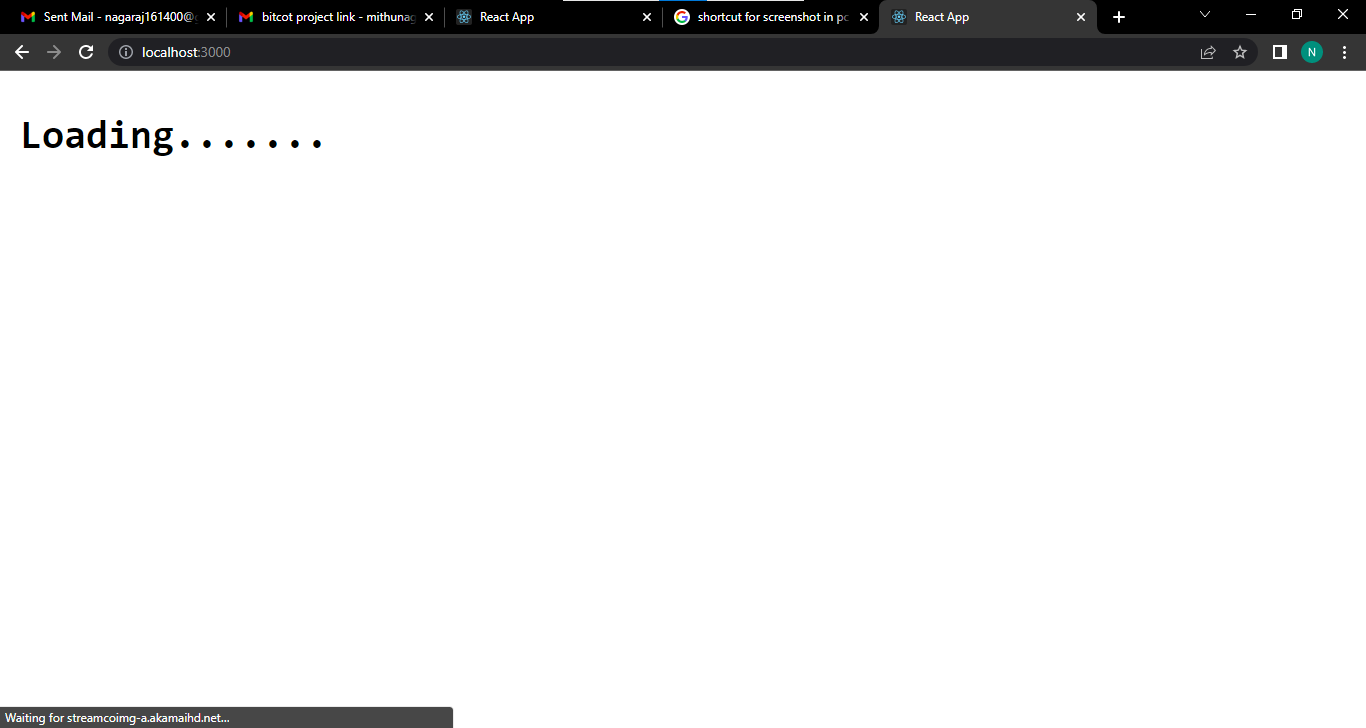 Sent Mail - nagaraj161400@
bitcot project link - mithunag
React App
shortcut for screenshot in pc
React App
localhost:3000
N
Loading.......
Waiting for streamcoimg-a.akamaihd.net...